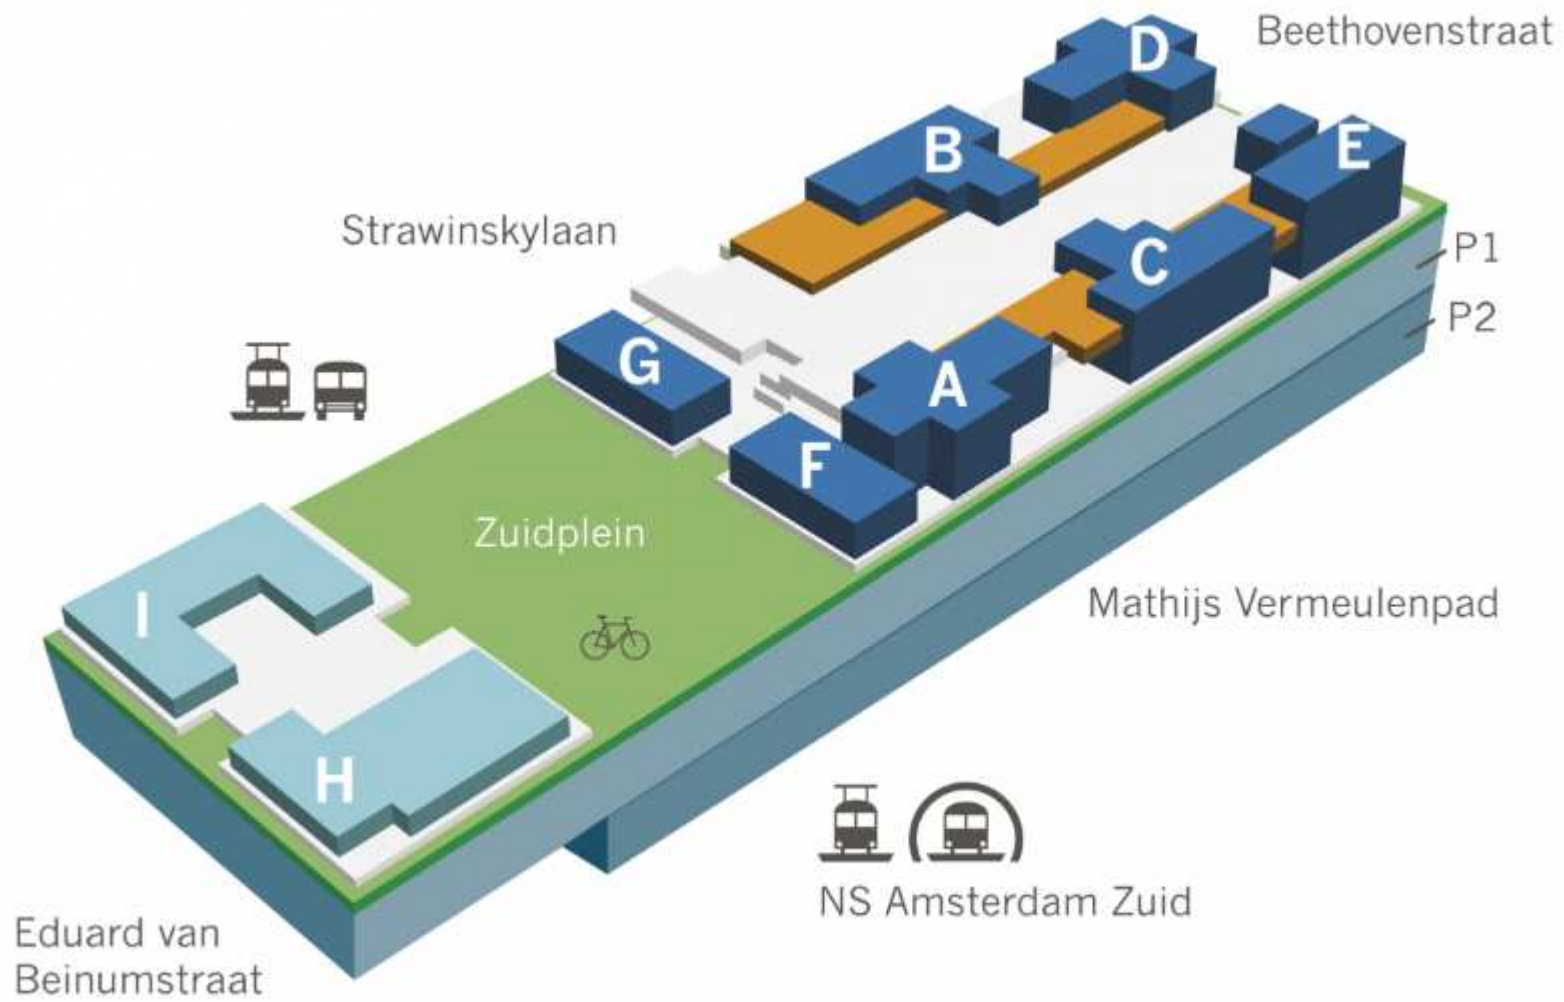 Beethovenstraat
D
B
E
Strawinskylaan
C
P1
P2
G
A
F
Zuidplein
I
Mathijs Vermeulenpad
H
NS Amsterdam Zuid
Eduard van
Beinumstraat